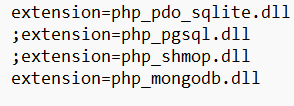 extension=php_pdo_sqlite.dll
;extension=php_pgsql.dll
;extension=php_shmop.dll
extension=php_mongodb.dll